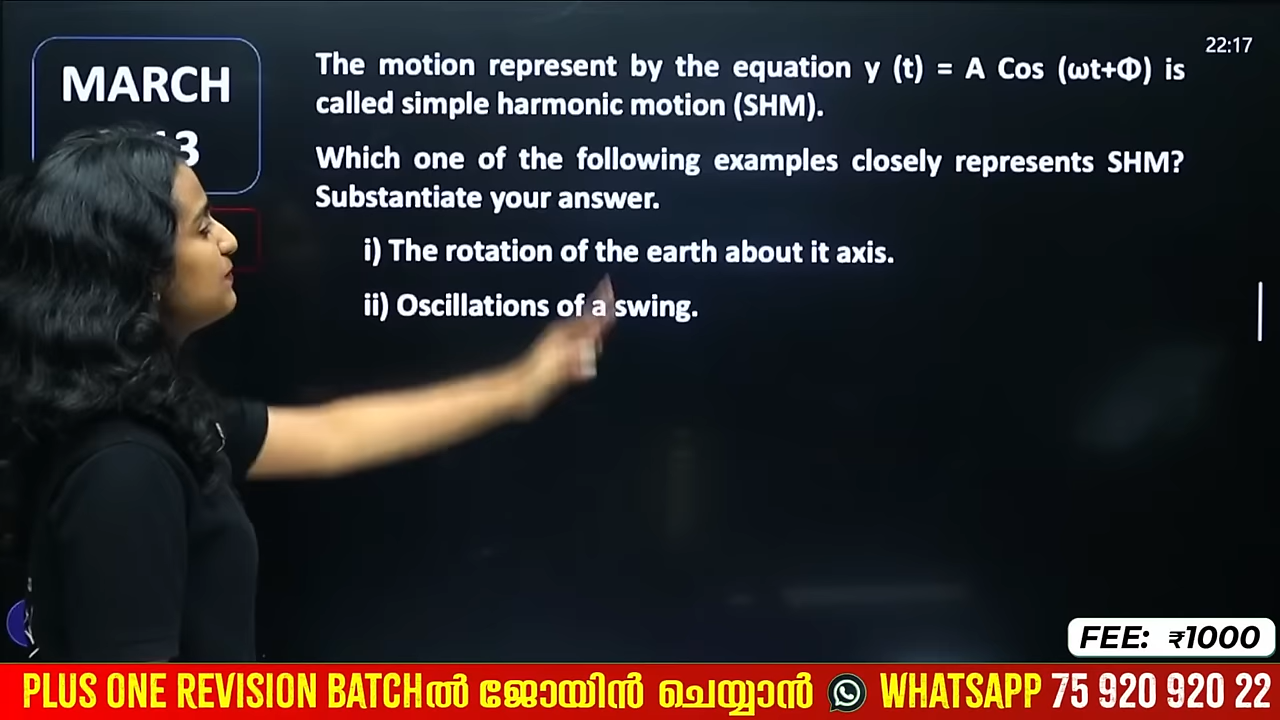 22:17
MARCH
13
The motion represent by the equation y (t) = A Cos (ωt+Φ) is
called simple harmonic motion (SHM).
Which one of the following examples closely represents SHM?
Substantiate your answer.
i) The rotation of the earth about it axis.
ii) Oscillations of a swing.
FEE: ₹1000
PLUS ONE REVISION BATCHൽ ജോയിൻ ചെയ്യാൻ WHATSAPP 75 920 920 22